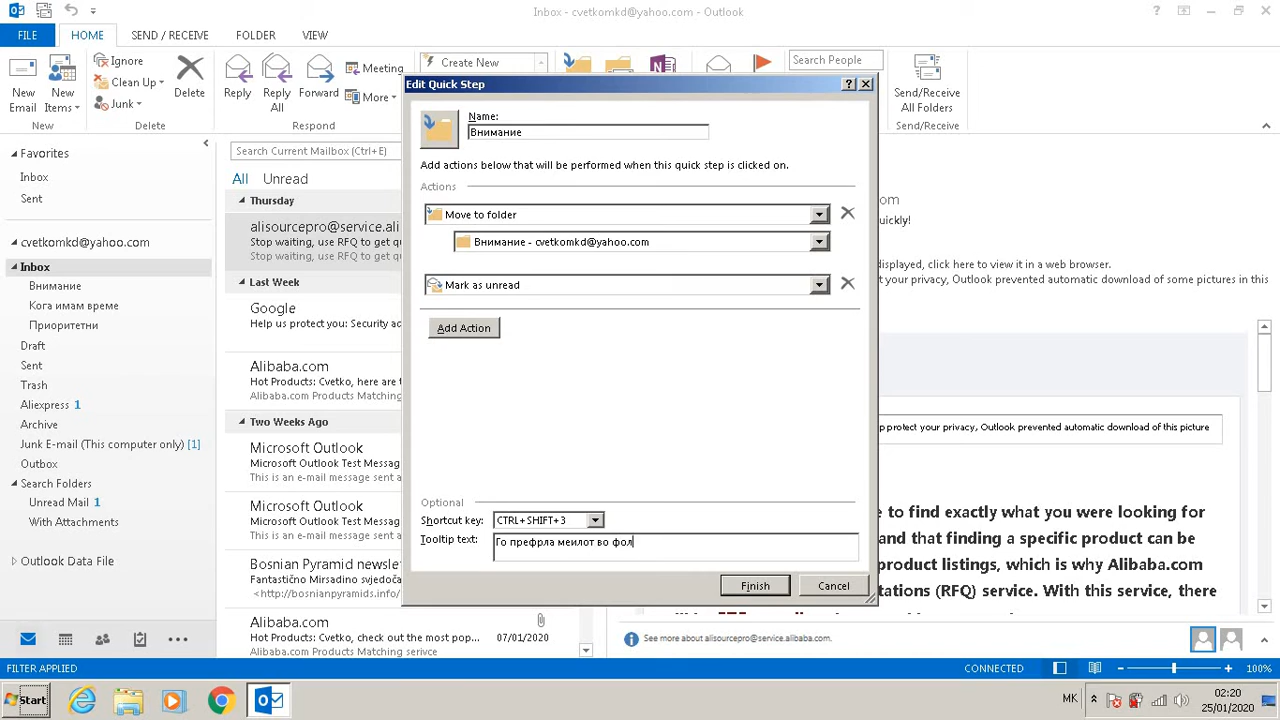 Inbox - cvetkomkd@yahoo.com - Outlook
FILE HOME SEND / RECEIVE FOLDER VIEW
Ignore
Clean Up
Junk
New Email
New Items
Delete
Reply
Reply All
Forward
Meeting
More
Create New
Search People
Send/Receive All Folders
New Delete Respond Send/Receive
Favorites
Inbox
Sent
cvetkomkd@yahoo.com
Inbox
Внимание
Кога имам време
Приоритетни
Draft
Sent
Trash
Aliexpress 1
Archive
Junk E-mail (This computer only) [1]
Outbox
Search Folders
Unread Mail 1
With Attachments
Outlook Data File
Search Current Mailbox (Ctrl+E)
All Unread
Thursday
alisourcepro@service.ali
Stop waiting, use RFQ to get qu
Stop waiting, use RFQ to get q
Last Week
Google
Help us protect you: Security ad
Alibaba.com
Hot Products: Cvetko, here are t
Alibaba.com Products Matching
Two Weeks Ago
Microsoft Outlook
Microsoft Outlook Test Messag
This is an e-mail message sent a
Microsoft Outlook
Microsoft Outlook Test Messag
This is an e-mail message sent a
Bosnian Pyramid newslett
Fantastično Mirsadino svjedoča
<http://bosnianpyramids.info/
Alibaba.com
Cvetko, check out the most pop...
07/01/2020
Alibaba.com Products Matching serivce
Edit Quick Step
Name:
Внимание
Add actions below that will be performed when this quick step is clicked on.
Actions
Move to folder
Внимание - cvetkomkd@yahoo.com
Mark as unread
Add Action
Optional
Shortcut key: CTRL+SHIFT+3
Tooltip text: Го префрла меилот во фол
Finish Cancel
om
quickly!
displayed, click here to view it in a web browser.
t your privacy, Outlook prevented automatic download of some pictures in this
p protect your privacy, Outlook prevented automatic download of this picture
e to find exactly what you were looking for
and that finding a specific product can be
product listings, which is why Alibaba.com
tations (RFQ) service. With this service, there
See more about alisourcepro@service.alibaba.com.
FILTER APPLIED CONNECTED 100%
Start MK 02:20
25/01/2020